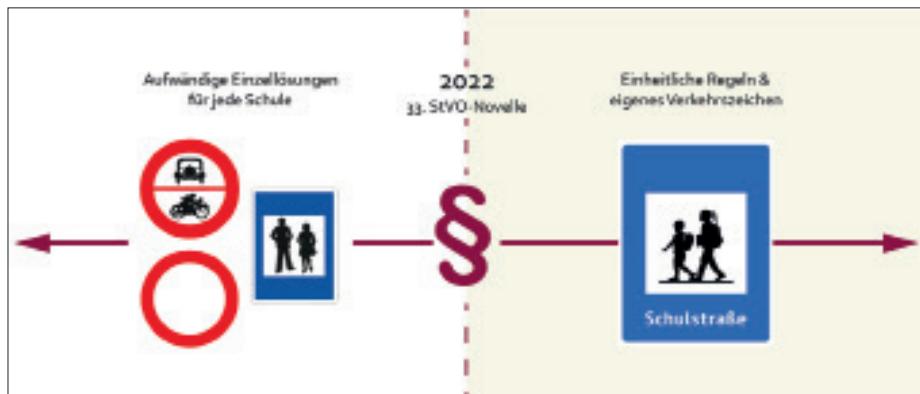 Aufwändige Einzellösungen
für jede Schule
2022
33. StVO-Novelle
§
Einheitliche Regeln &
eigenes Verkehrszeichen
Schulstraße